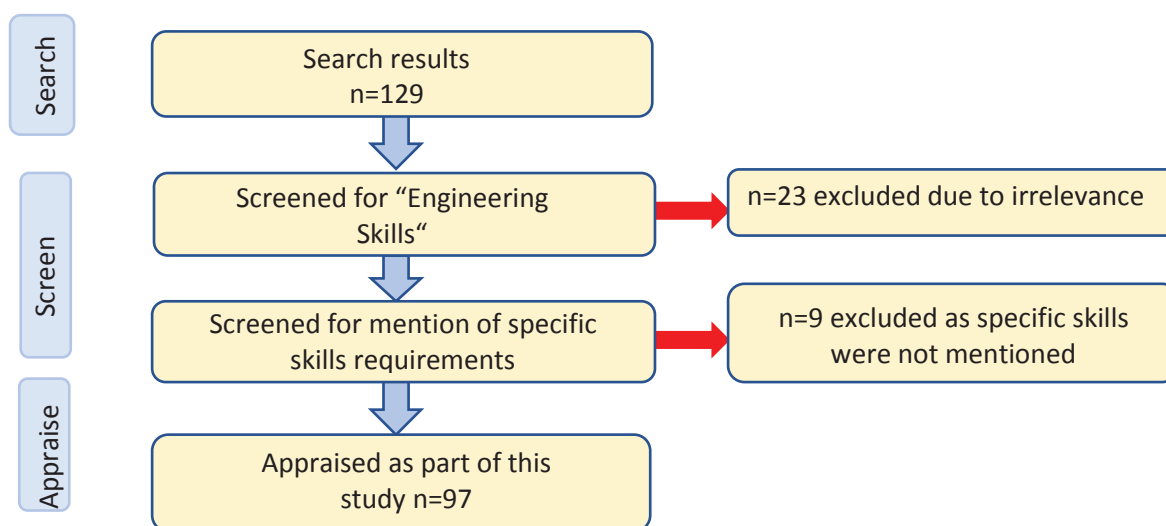 Search
Search results
n=129
Screen
Screened for “Engineering
Skills“
n=23 excluded due to irrelevance
Screened for mention of specific
skills requirements
n=9 excluded as specific skills
were not mentioned
Appraise
Appraised as part of this
study n=97